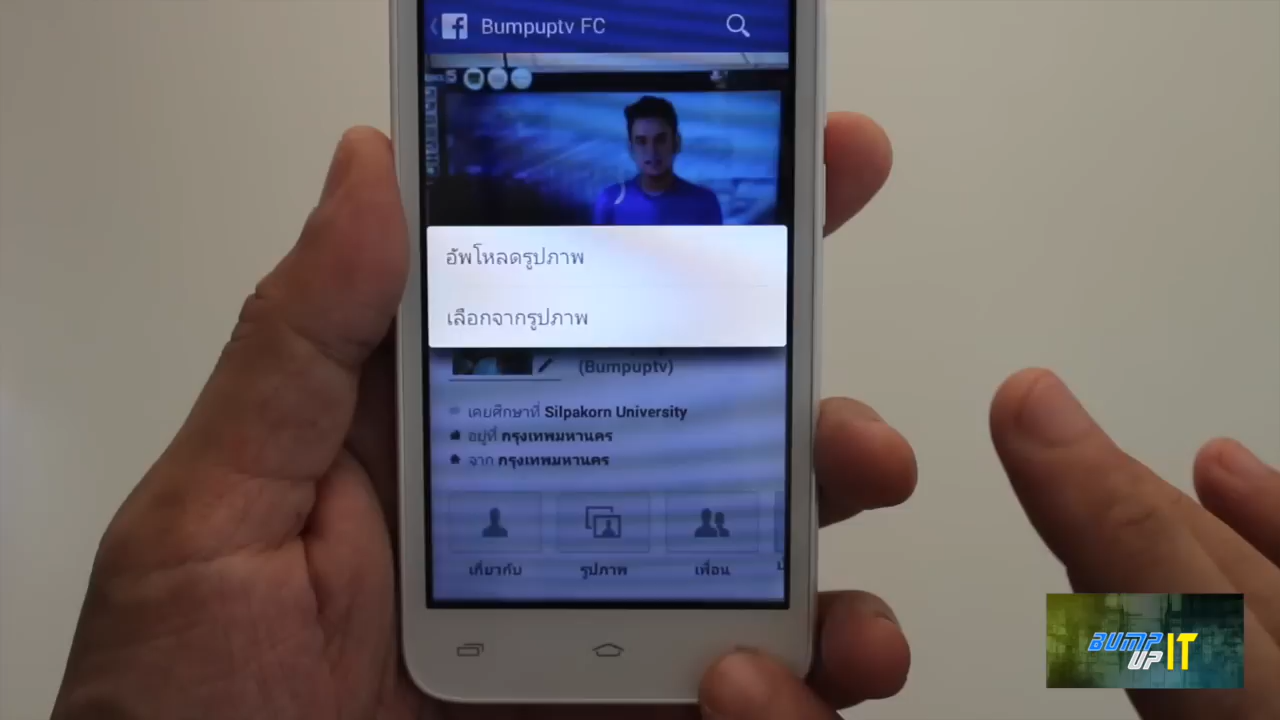 Bumpuptv FC
อัพโหลดรูปภาพ
เลือกจากรูปภาพ
(Bumpuptv)
เคยศึกษาที่ Silpakorn University
อยู่ที่ กรุงเทพมหานคร
จาก กรุงเทพมหานคร
เกี่ยวกับ รูปภาพ เพื่อน
BUMP UP IT